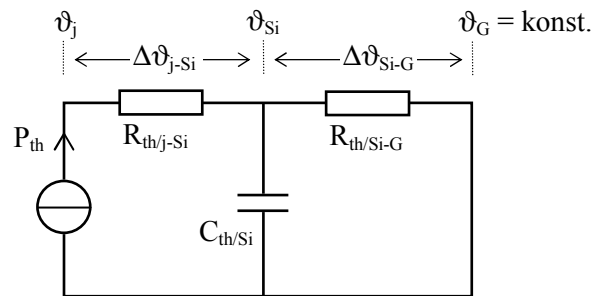 ϑj ϑSi ϑG = konst.
Δϑj-Si ΔϑSi-G
Rth/j-Si Rth/Si-G
Pth
Cth/Si